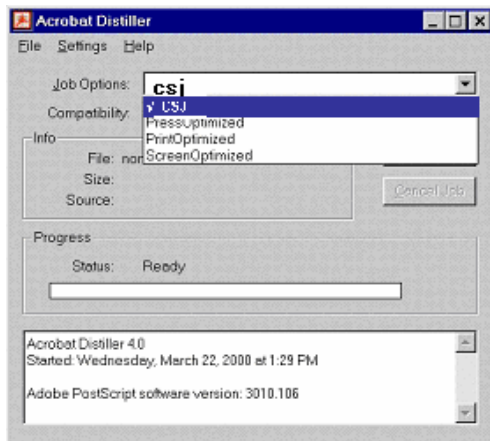 Acrobat Distiller
File Settings Help
Job Options: csj
√ CSJ
Compatibility: PressOptimized
PrintOptimized
Info
File: non ScreenOptimized
Size:
Source:
Cancel Job
Progress
Status: Ready
Acrobat Distiller 4.0
Started: Wednesday, March 22, 2000 at 1:29 PM
Adobe PostScript software version: 3010.106